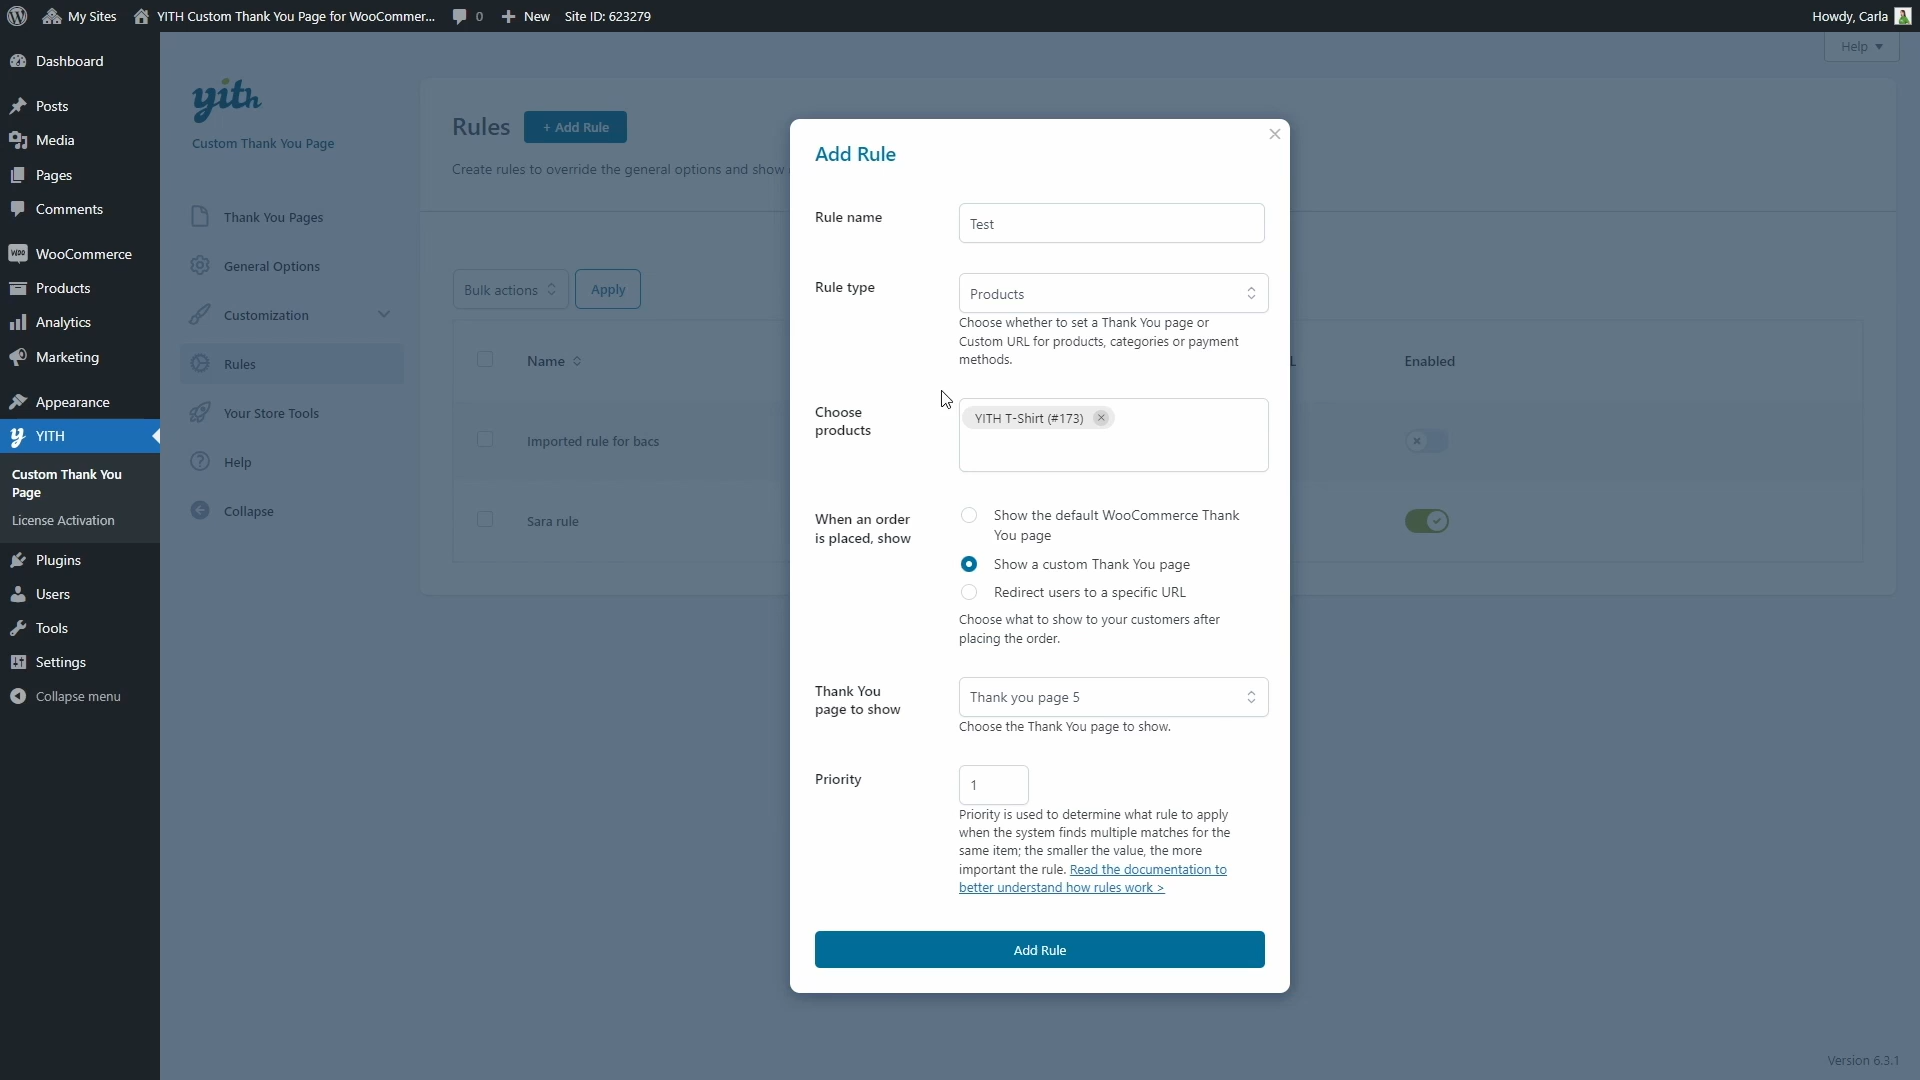 My Sites
YITH Custom Thank You Page for WooCommer...
0
New
Site ID: 623279
Howdy, Carla
Dashboard
Posts
Media
Pages
Comments
WooCommerce
Products
Analytics
Marketing
Appearance
YITH
Custom Thank You
Page
License Activation
Plugins
Users
Tools
Settings
Collapse menu
yith
Custom Thank You Page
Thank You Pages
General Options
Customization
Rules
Your Store Tools
Help
Collapse
Help
Rules
+ Add Rule
Create rules to override the general options and show
Bulk actions
Apply
Name
Enabled
Imported rule for bacs
Sara rule
Add Rule
Rule name
Test
Rule type
Products
Choose whether to set a Thank You page or
Custom URL for products, categories or payment
methods.
Choose
products
YITH T-Shirt (#173)
When an order
is placed, show
Show the default WooCommerce Thank
You page
Show a custom Thank You page
Redirect users to a specific URL
Choose what to show to your customers after
placing the order.
Thank You
page to show
Thank you page 5
Choose the Thank You page to show.
Priority
1
Priority is used to determine what rule to apply
when the system finds multiple matches for the
same item; the smaller the value, the more
important the rule. Read the documentation to
better understand how rules work >
Add Rule
Version 6.3.1